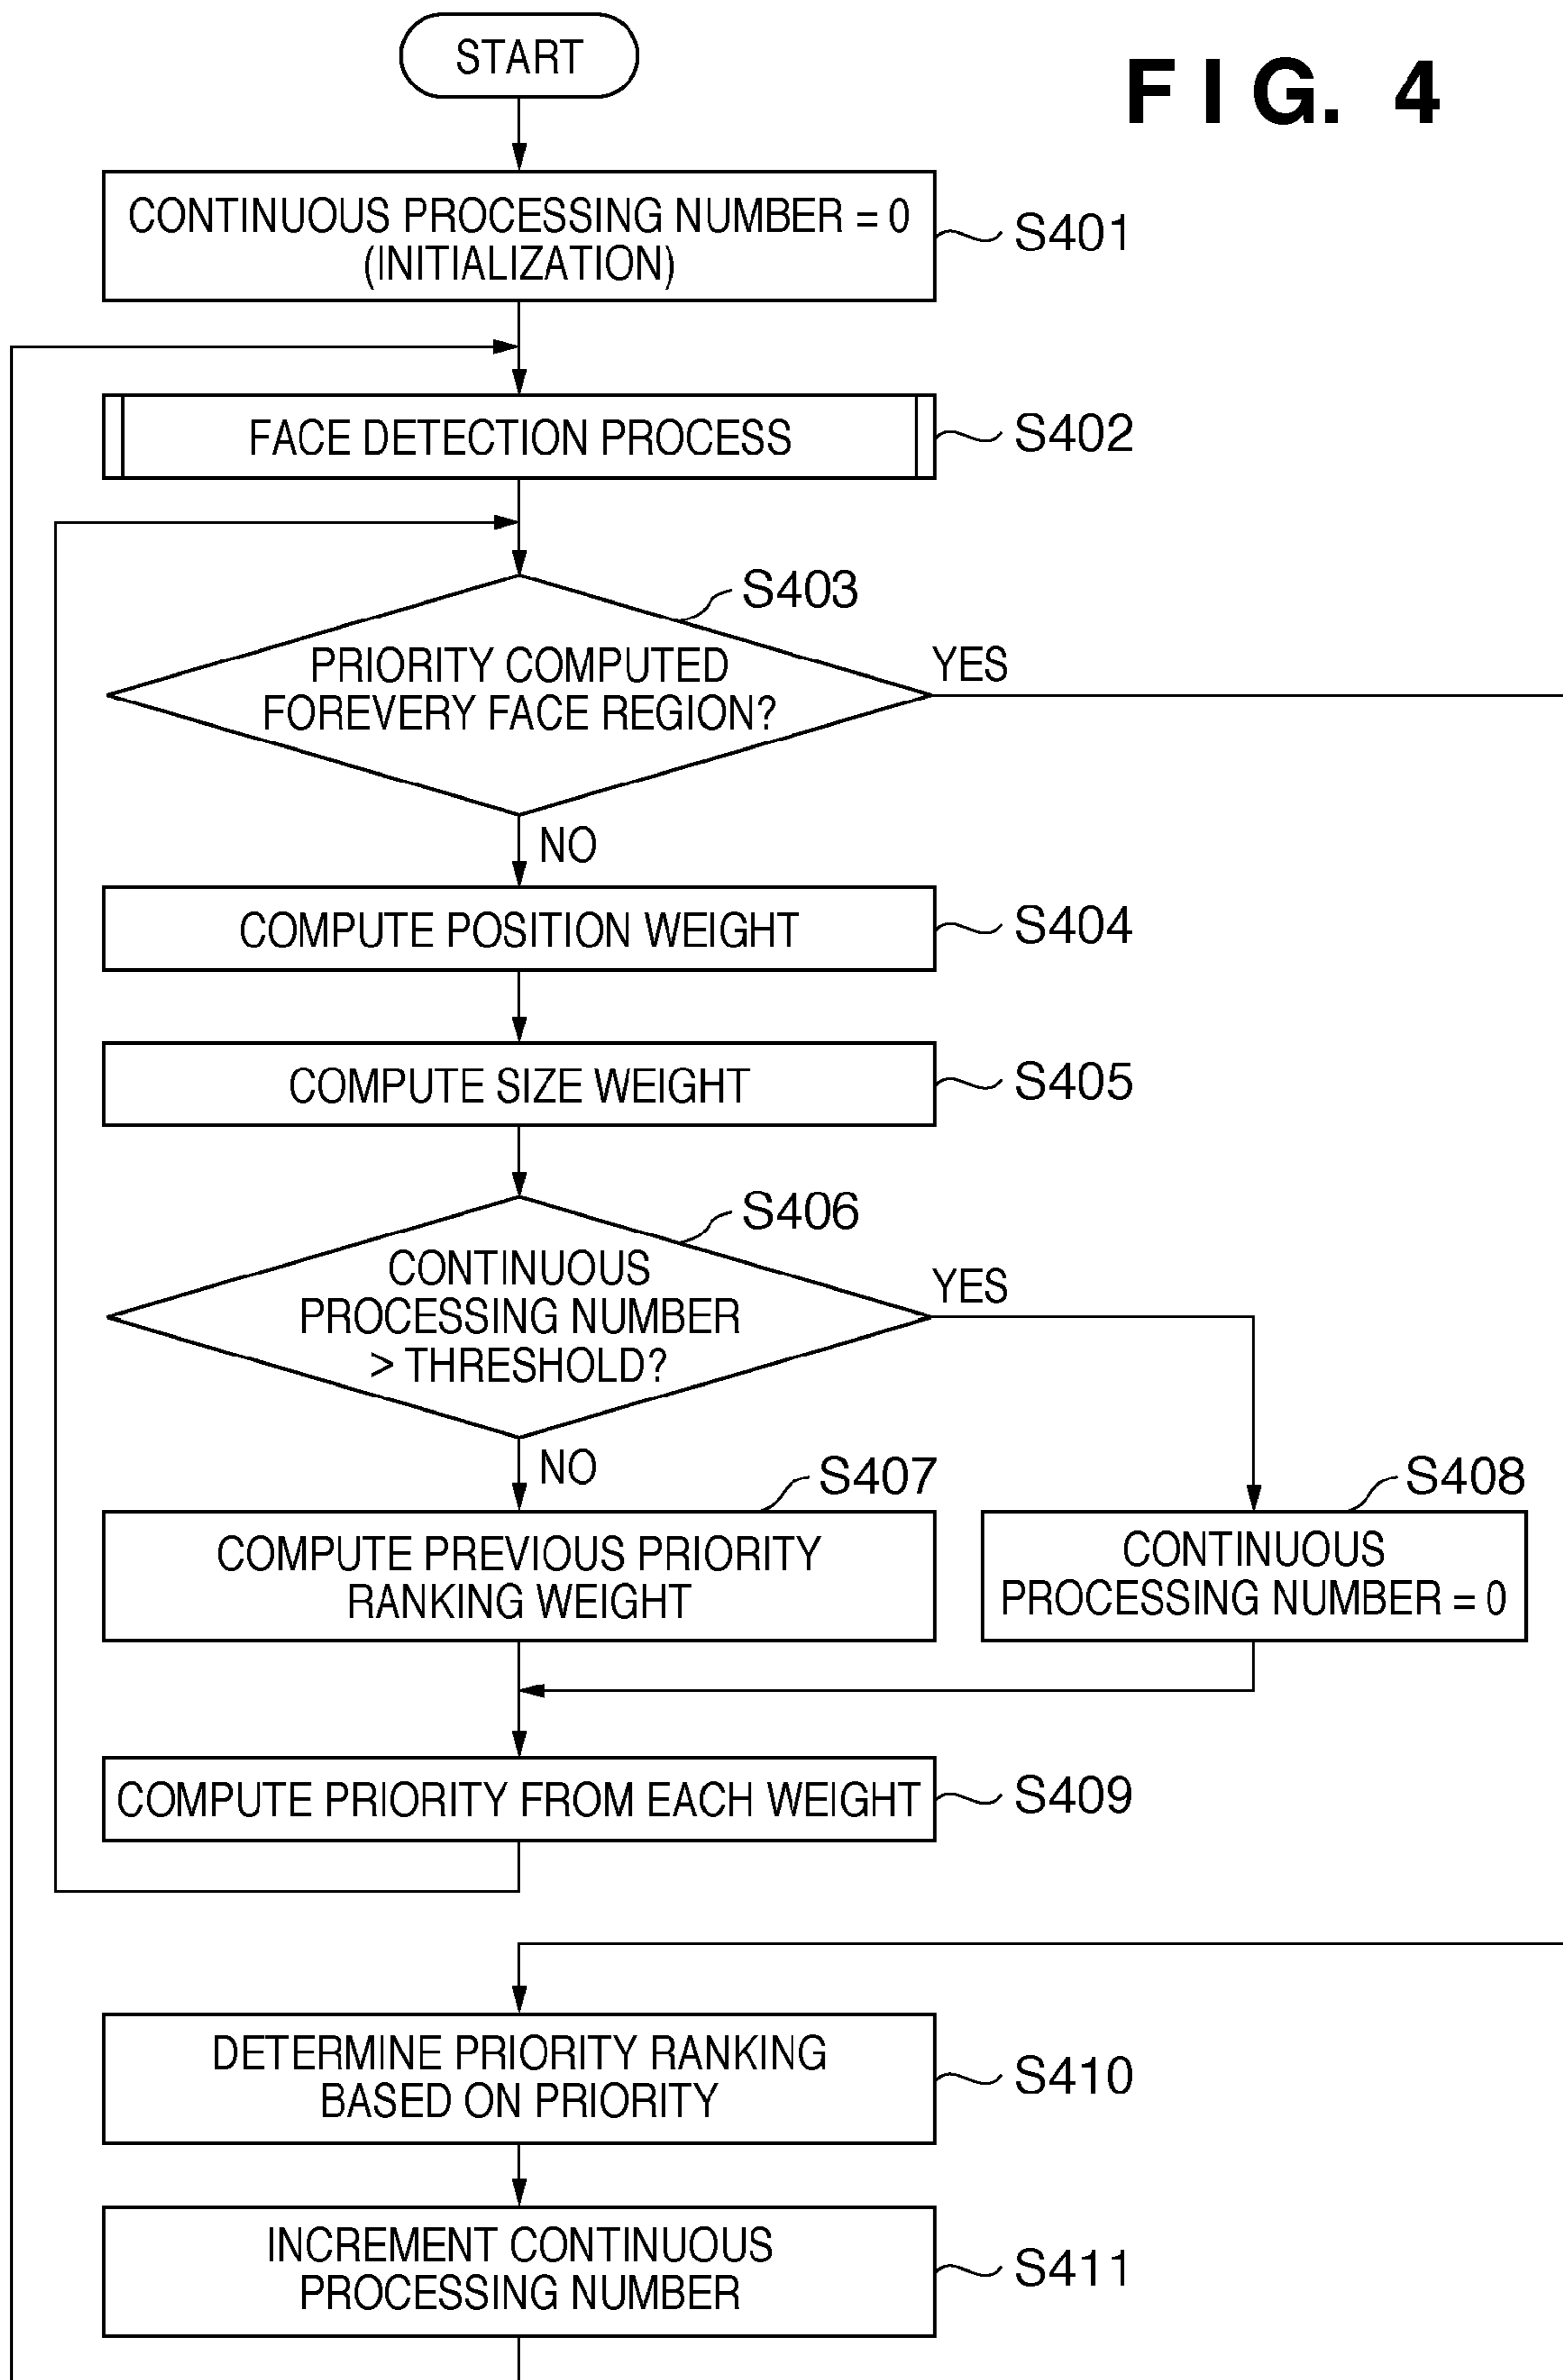 START
FIG. 4
CONTINUOUS PROCESSING NUMBER = 0
(INITIALIZATION)
S401
FACE DETECTION PROCESS
S402
S403
PRIORITY COMPUTED
FOREVERY FACE REGION?
YES
NO
COMPUTE POSITION WEIGHT
S404
COMPUTE SIZE WEIGHT
S405
S406
CONTINUOUS
PROCESSING NUMBER
> THRESHOLD?
YES
NO
S407
COMPUTE PREVIOUS PRIORITY
RANKING WEIGHT
S408
CONTINUOUS
PROCESSING NUMBER = 0
COMPUTE PRIORITY FROM EACH WEIGHT
S409
DETERMINE PRIORITY RANKING
BASED ON PRIORITY
S410
INCREMENT CONTINUOUS
PROCESSING NUMBER
S411